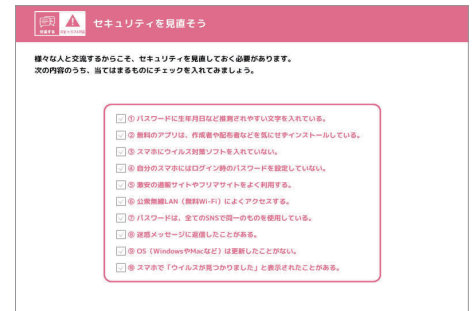 セキュリティを見直そう
様々な人と交流するからこそ、セキュリティを見直しておく必要があります。
次の内容のうち、当てはまるものにチェックを入れてみましょう。
① パスワードに生年月日など推測されやすい文字を入れている。
② 無料のアプリは、作成者や配布者などを気にせずインストールしている。
③ スマホにウイルス対策ソフトを入れていない。
④ 自分のスマホにはログイン時のパスワードを設定していない。
⑤ 激安の通販サイトやフリマサイトをよく利用する。
⑥ 公衆無線LAN（無料Wi-Fi）によくアクセスする。
⑦ パスワードは、全てのSNSで同一のものを使用している。
⑧ 迷惑メッセージに返信したことがある。
⑨ OS（WindowsやMacなど）は更新したことがない。
⑩ スマホで「ウイルスが見つかりました」と表示されたことがある。